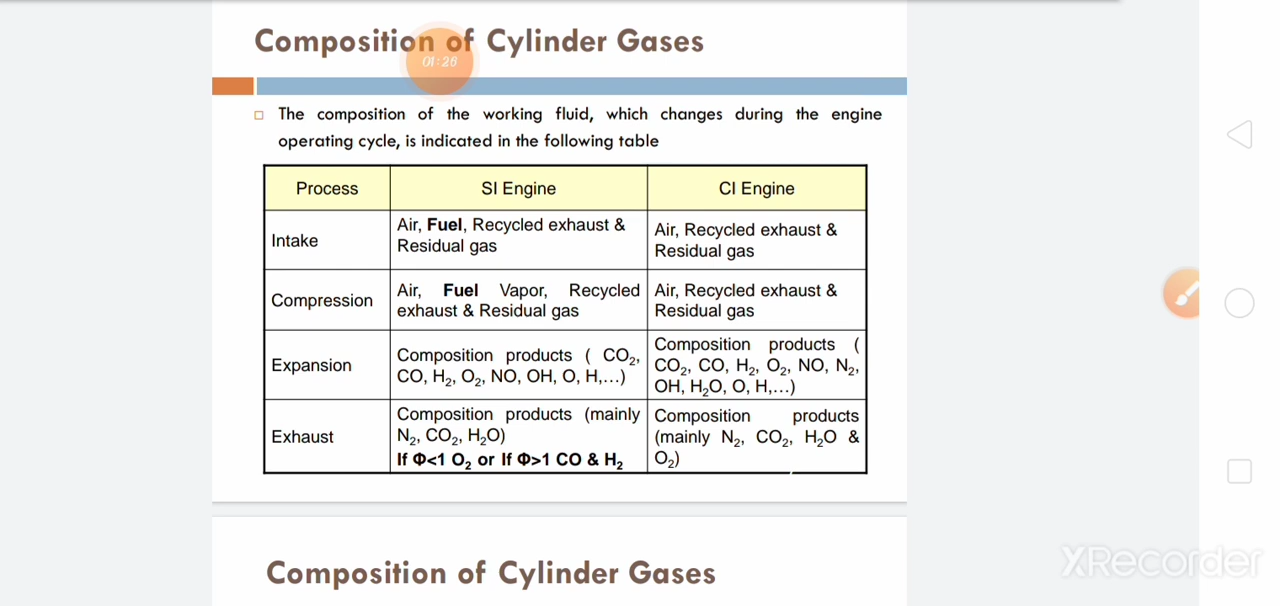 Composition of Cylinder Gases
01:26
□ The composition of the working fluid, which changes during the engine
operating cycle, is indicated in the following table
Process SI Engine CI Engine
Intake
Air, Fuel, Recycled exhaust &
Residual gas
Air, Recycled exhaust &
Residual gas
Compression
Air, Fuel Vapor, Recycled
exhaust & Residual gas
Air, Recycled exhaust &
Residual gas
Expansion
Composition products ( CO₂,
CO, H₂, O₂, NO, OH, O, H,...)
Composition products (
CO₂, CO, H₂, O₂, NO, N₂,
OH, H₂O, O, H,...)
Exhaust
Composition products (mainly
N₂, CO₂, H₂O)
If Φ<1 O₂ or If Φ>1 CO & H₂
Composition products
(mainly N₂, CO₂, H₂O &
O₂)
Composition of Cylinder Gases
XRecorder